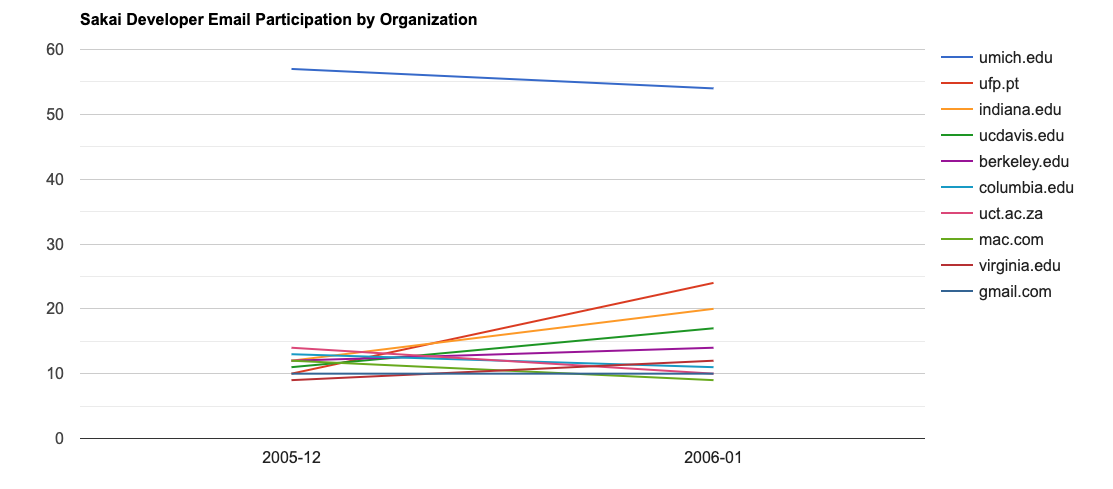 Sakai Developer Email Participation by Organization
60
50
40
30
20
10
0
2005-12
2006-01
umich.edu
ufp.pt
indiana.edu
ucdavis.edu
berkeley.edu
columbia.edu
uct.ac.za
mac.com
virginia.edu
gmail.com